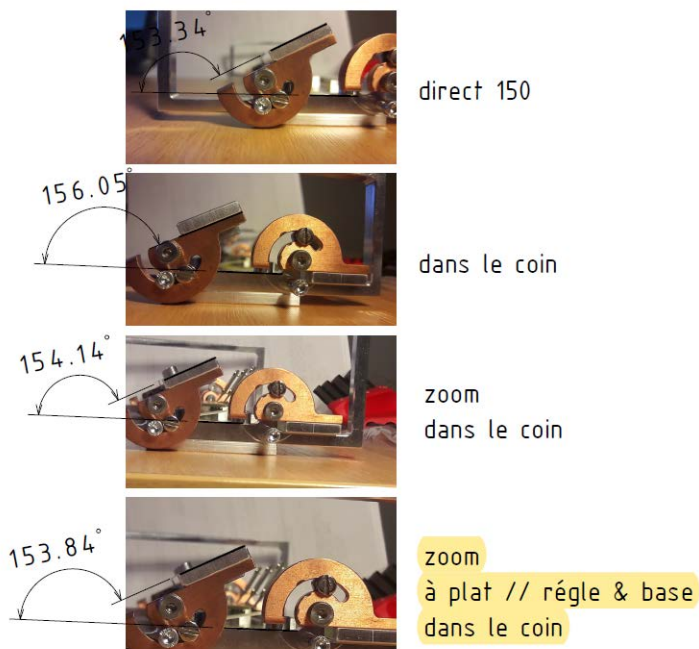 153.34°
direct 150
156.05°
dans le coin
154.14°
zoom
dans le coin
153.84°
zoom
à plat // régle & base
dans le coin